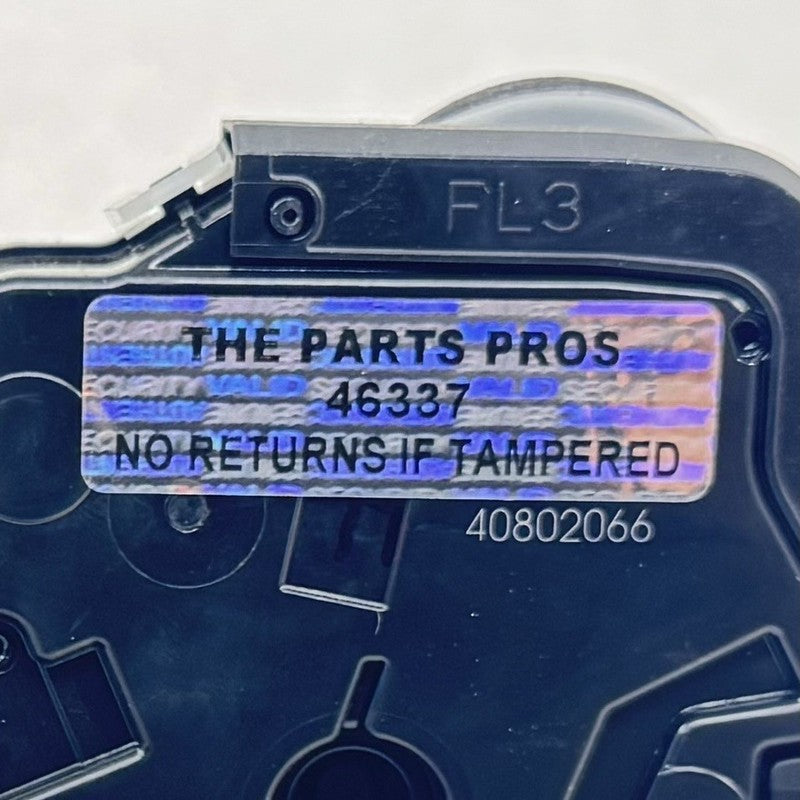 FL3
THE PARTS PROS
46337
NO RETURNS IF TAMPERED
40802066